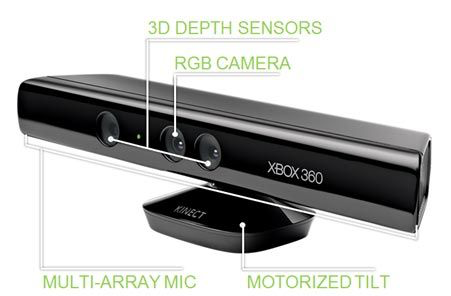 3D DEPTH SENSORS
RGB CAMERA
XBOX 360
KINECT
MULTI-ARRAY MIC
MOTORIZED TILT